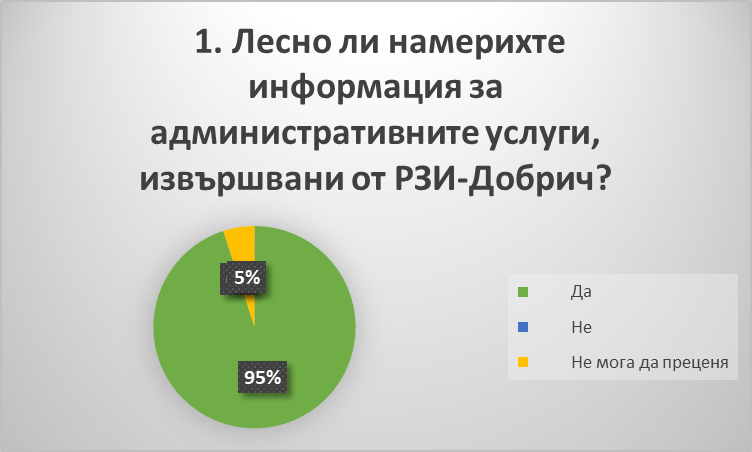 1. Лесно ли намерихте
информация за
административните услуги,
извършвани от РЗИ-Добрич?
5%
95%
Да
Не
Не мога да преценя